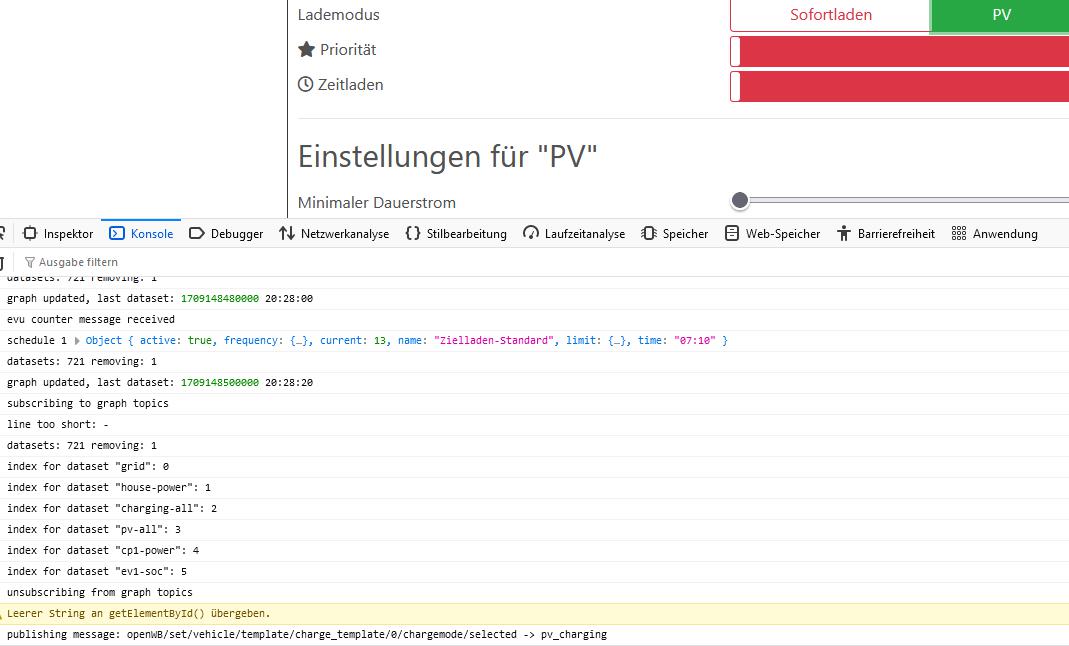 Lademodus
Sofortladen
PV
Priorität
Zeitladen
Einstellungen für "PV"
Minimaler Dauerstrom
Inspektor Konsole Debugger Netzwerkanalyse Stilbearbeitung Laufzeitanalyse Speicher Web-Speicher Barrierefreiheit Anwendung
Ausgabe filtern
datasets: 721 removing: 1
graph updated, last dataset: 1709148480000 20:28:00
evu counter message received
schedule 1 Object { active: true, frequency: {…}, current: 13, name: "Zielladen-Standard", limit: {…}, time: "07:10" }
datasets: 721 removing: 1
graph updated, last dataset: 1709148500000 20:28:20
subscribing to graph topics
line too short: -
datasets: 721 removing: 1
index for dataset "grid": 0
index for dataset "house-power": 1
index for dataset "charging-all": 2
index for dataset "pv-all": 3
index for dataset "cp1-power": 4
index for dataset "ev1-soc": 5
unsubscribing from graph topics
Leerer String an getElementById() übergeben.
publishing message: openWB/set/vehicle/template/charge_template/0/chargemode/selected -> pv_charging